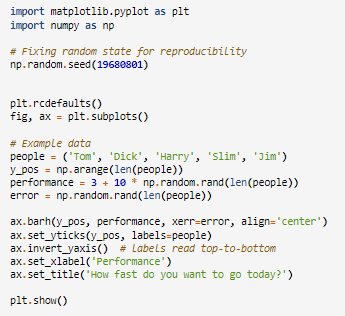 import matplotlib.pyplot as plt
import numpy as np
# Fixing random state for reproducibility
np.random.seed(19680801)
plt.rcdefaults()
fig, ax = plt.subplots()
# Example data
people = ('Tom', 'Dick', 'Harry', 'Slim', 'Jim')
y_pos = np.arange(len(people))
performance = 3 + 10 * np.random.rand(len(people))
error = np.random.rand(len(people))
ax.barh(y_pos, performance, xerr=error, align='center')
ax.set_yticks(y_pos, labels=people)
ax.invert_yaxis()  # labels read top-to-bottom
ax.set_xlabel('Performance')
ax.set_title('How fast do you want to go today?')
plt.show()